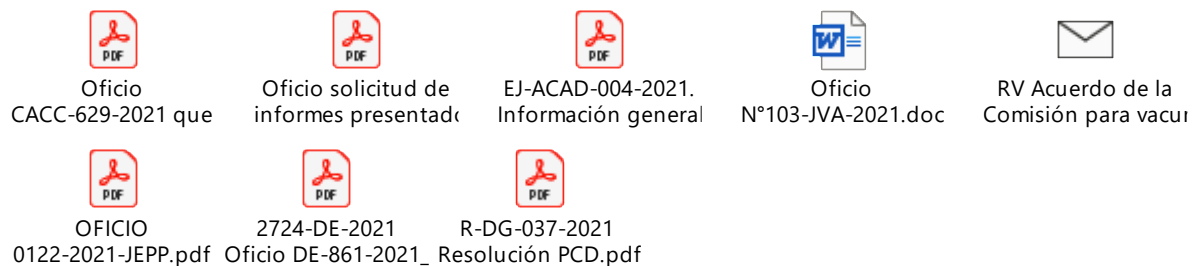 Oficio
CACC-629-2021 que
Oficio solicitud de
informes presentado
EJ-ACAD-004-2021.
Información general
Oficio
N°103-JVA-2021.doc
RV Acuerdo de la
Comisión para vacun
OFICIO
0122-2021-JEPP.pdf
2724-DE-2021
Oficio DE-861-2021_
R-DG-037-2021
Resolución PCD.pdf
PDF
PDF
PDF
W
PDF
PDF
PDF